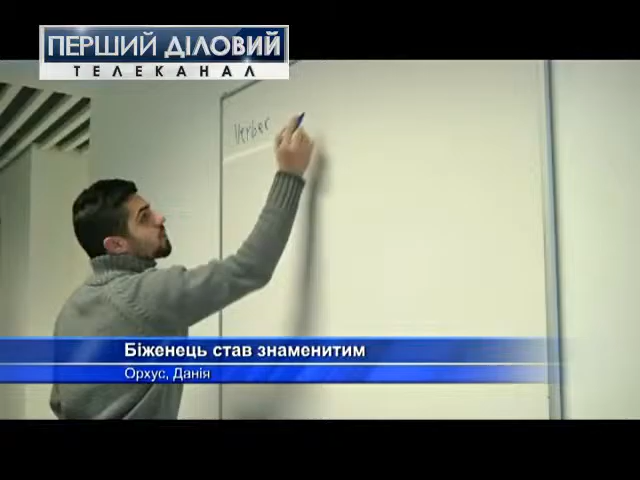 ПЕРШИЙ ДІЛОВИЙ
ТЕЛЕКАНАЛ
Verber
Біженець став знаменитим
Орхус, Данія